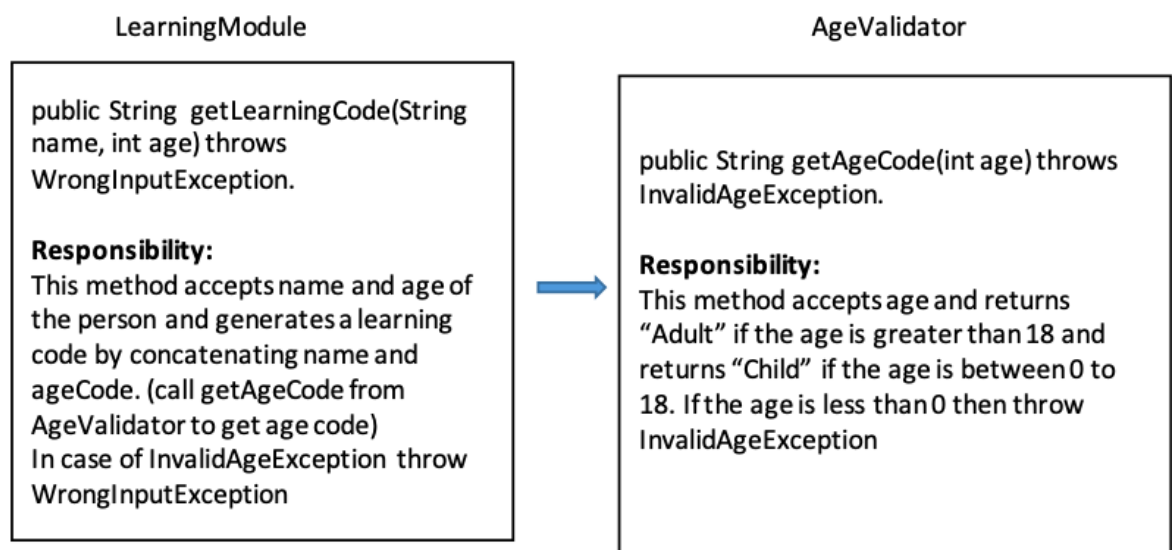 LearningModule
public String getLearningCode(String
name, int age) throws
WrongInputException.
Responsibility:
This method accepts name and age of
the person and generates a learning
code by concatenating name and
ageCode. (call getAgeCode from
AgeValidator to get age code)
In case of InvalidAgeException throw
WrongInputException
AgeValidator
public String getAgeCode(int age) throws
InvalidAgeException.
Responsibility:
This method accepts age and returns
“Adult” if the age is greater than 18 and
returns “Child” if the age is between 0 to
18. If the age is less than 0 then throw
InvalidAgeException